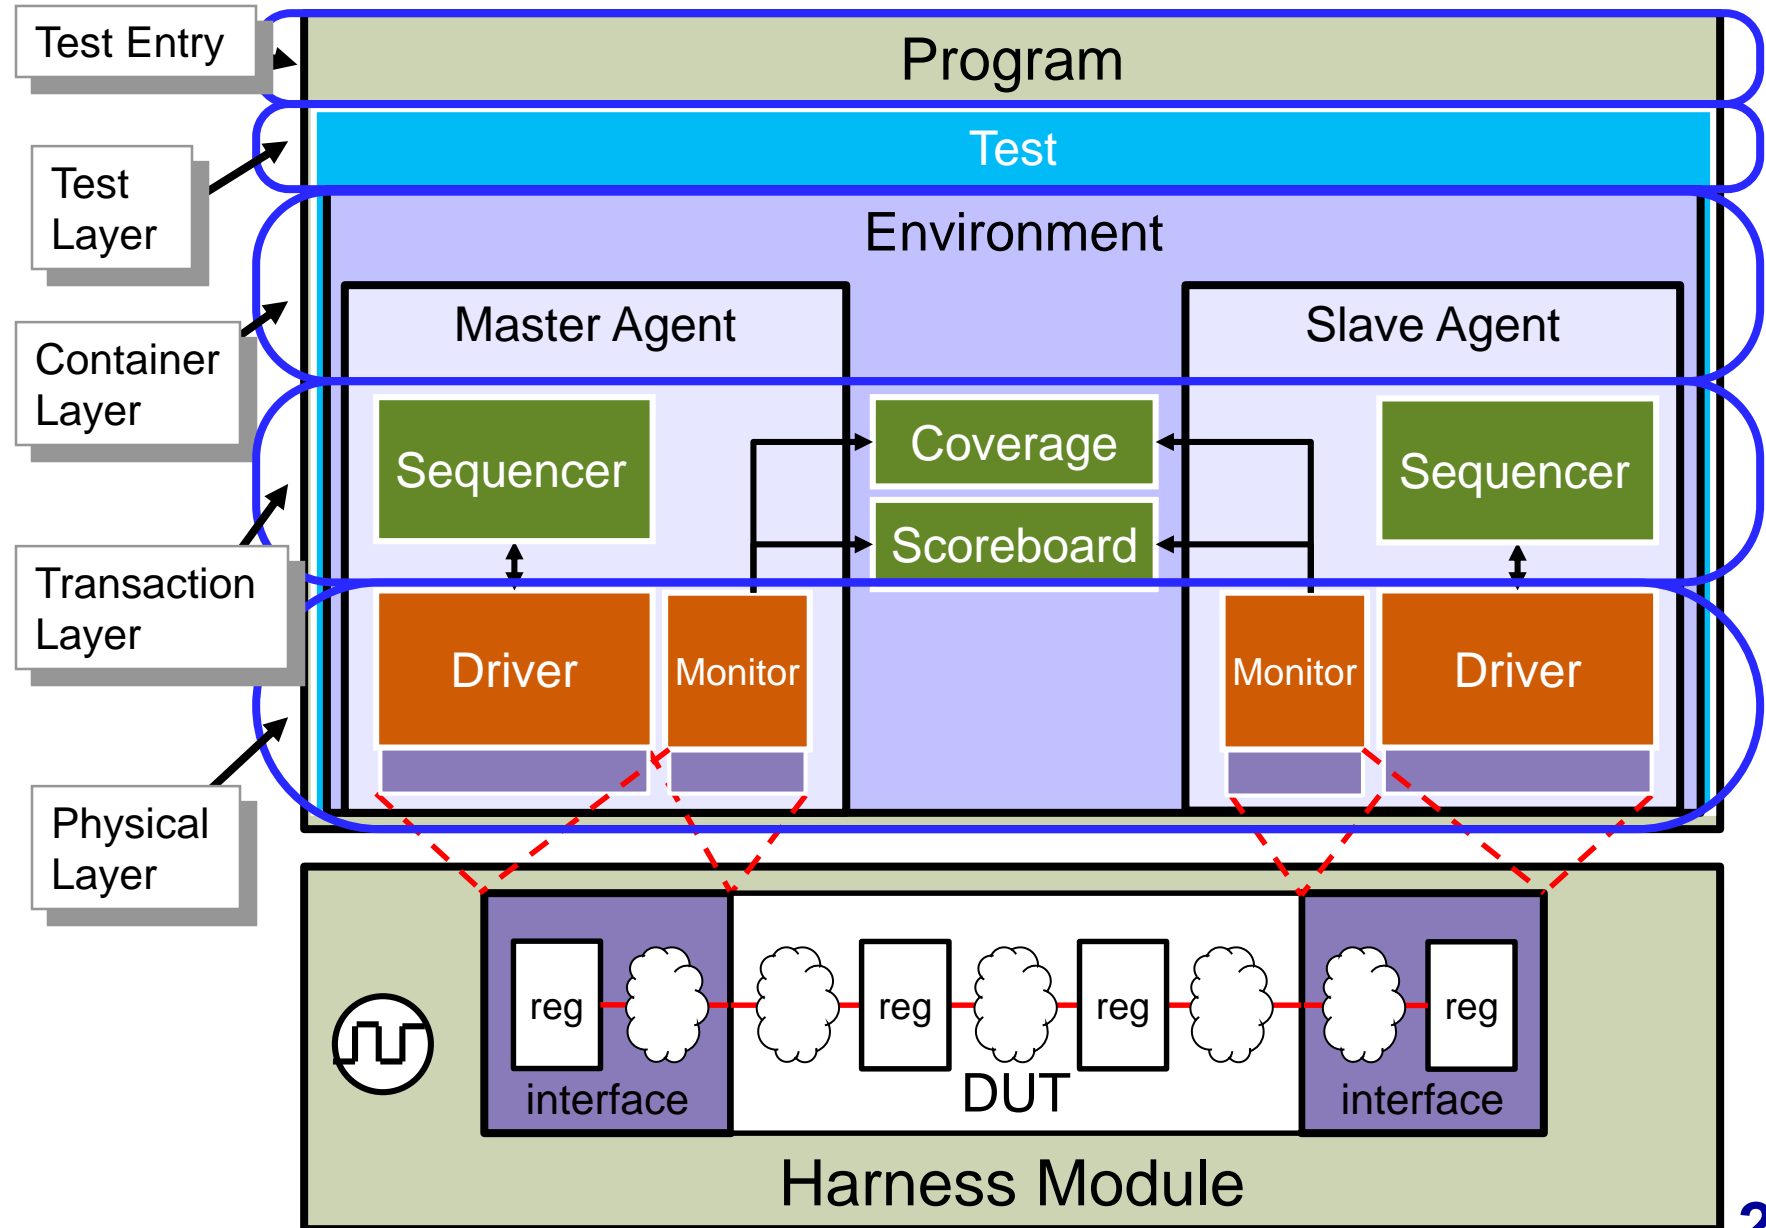 Test Entry
Program
Test
Test
Layer
Environment
Master Agent
Slave Agent
Container
Layer
Sequencer
Coverage
Sequencer
Scoreboard
Transaction
Layer
Driver
Monitor
Monitor
Driver
Physical
Layer
reg
reg
reg
reg
interface
DUT
interface
Harness Module